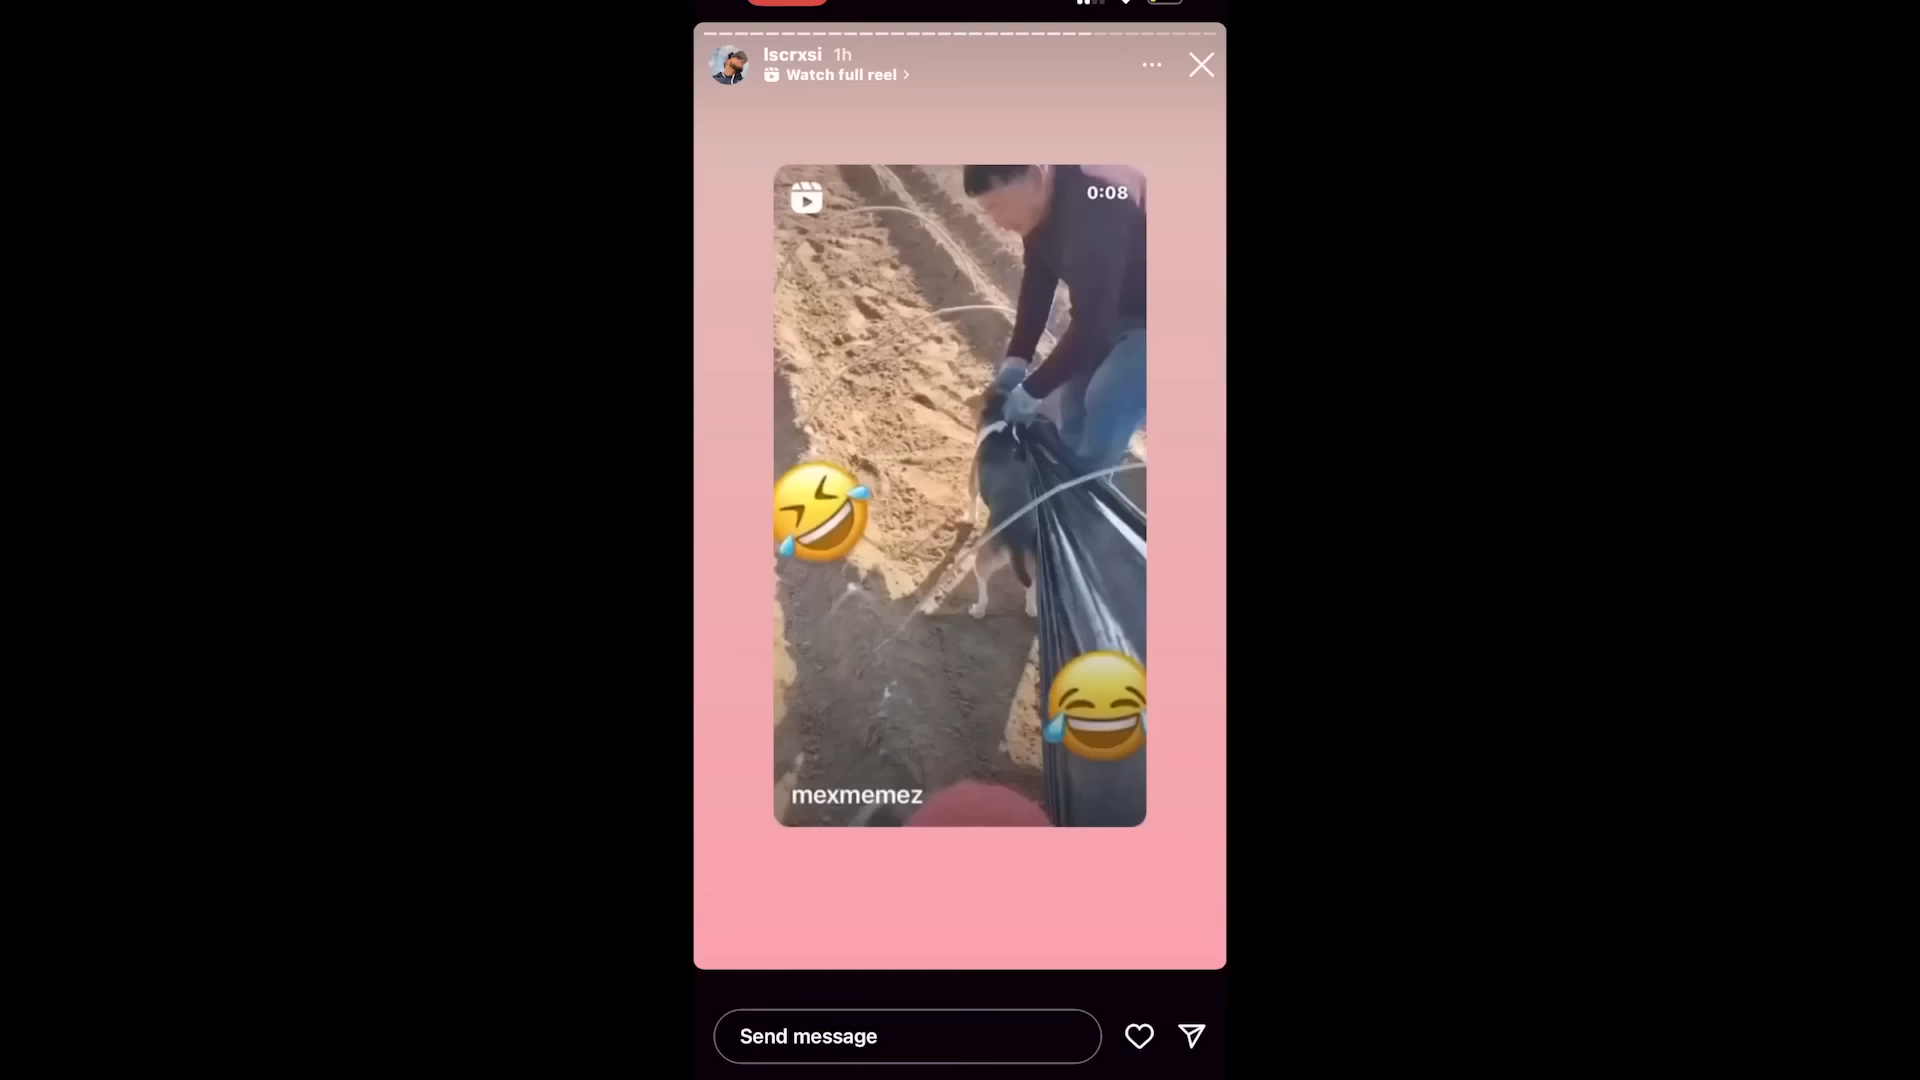 lscrxsi 1h
Watch full reel
0:08
mexmemez
Send message